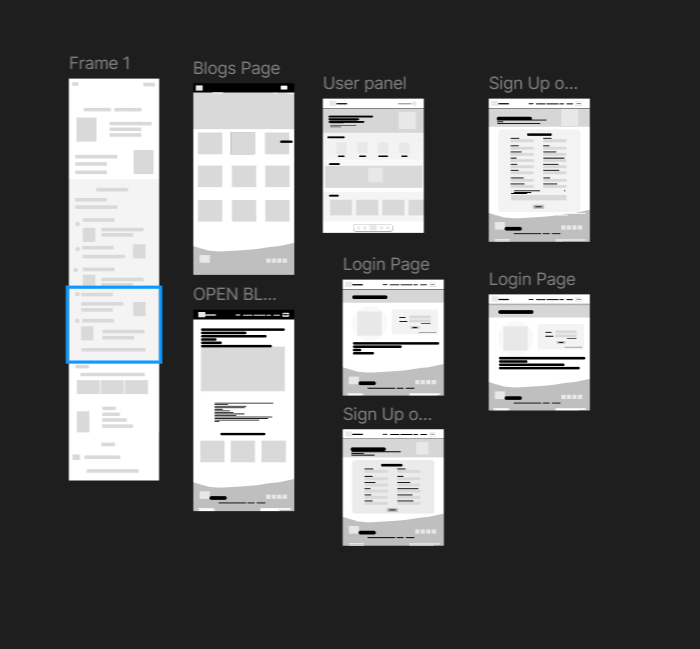 Frame 1
Blogs Page
User panel
Sign Up o...
OPEN BL...
Login Page
Login Page
Sign Up o...